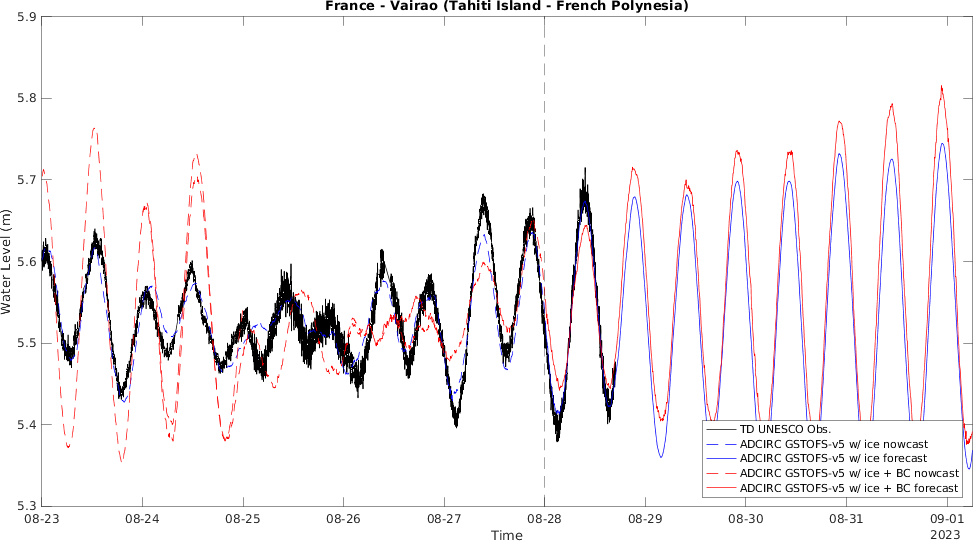 France - Vairao (Tahiti Island - French Polynesia)
5.9
5.8
5.7
5.6
5.5
5.4
5.3
Water Level (m)
TD UNESCO Obs.
ADCIRC GSTOFS-v5 w/ ice nowcast
ADCIRC GSTOFS-v5 w/ ice forecast
ADCIRC GSTOFS-v5 w/ ice + BC nowcast
ADCIRC GSTOFS-v5 w/ ice + BC forecast
08-23 08-24 08-25 08-26 08-27 08-28 08-29 08-30 08-31 09-01
2023
Time